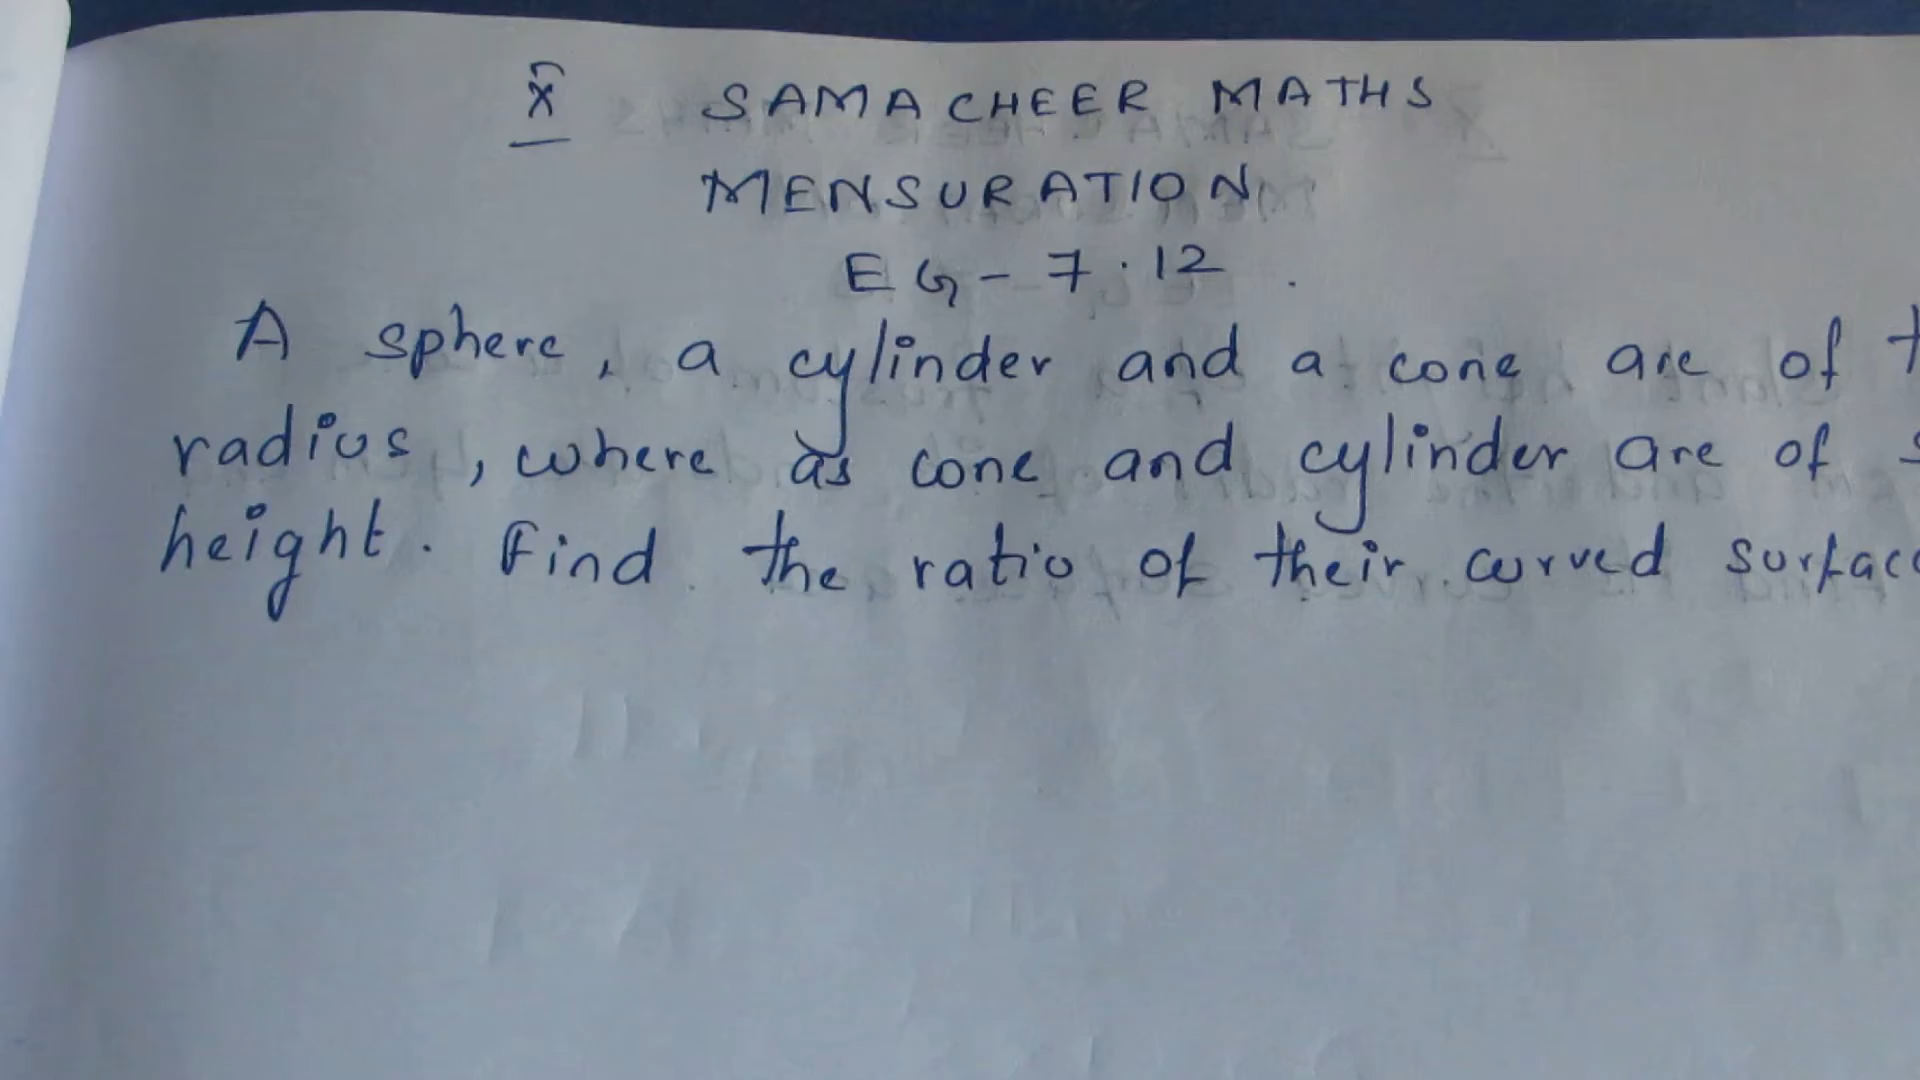 X SAMACHEER MATHS
MENSURATION
EG - 7.12.
A sphere, a cylinder and a cone are of
radius, where as cone and cylinder are of
height. Find the ratio of their curved surfac